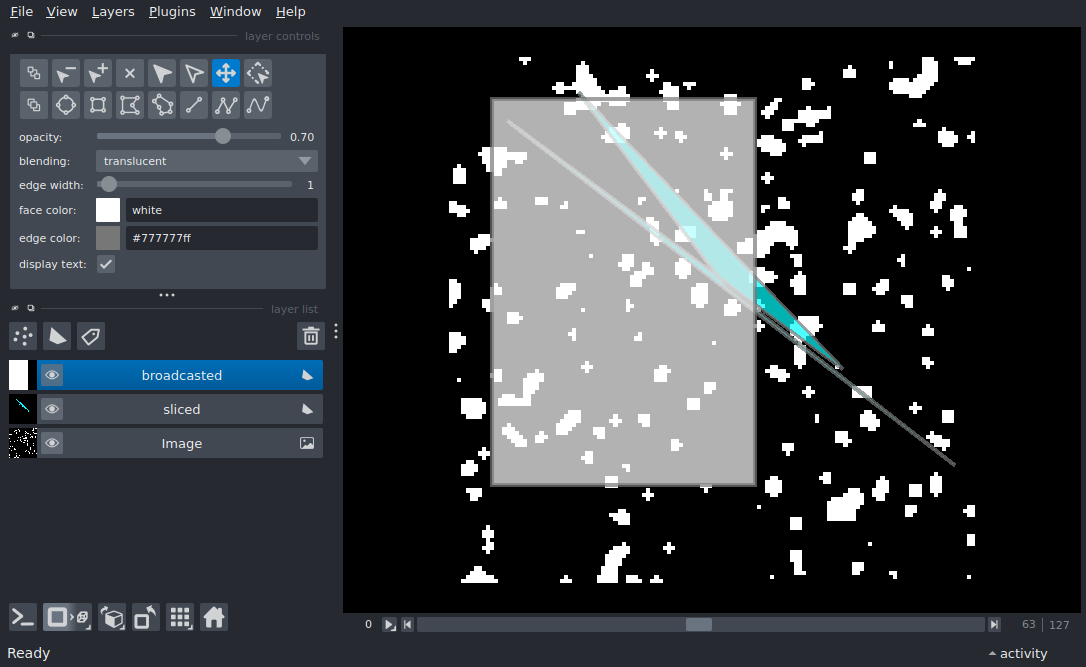 File View Layers Plugins Window Help
layer controls
opacity: 0.70
blending: translucent
edge width: 1
face color: white
edge color: #777777ff
display text:
layer list
broadcasted
sliced
Image
0 63 127
Ready activity